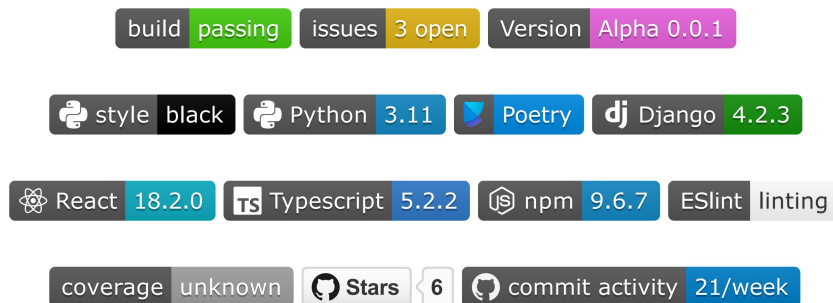 build passing issues 3 open Version Alpha 0.0.1
style black Python 3.11 Poetry dj Django 4.2.3
React 18.2.0 TS Typescript 5.2.2 JS npm 9.6.7 ESlint linting
coverage unknown Stars 6 commit activity 21/week